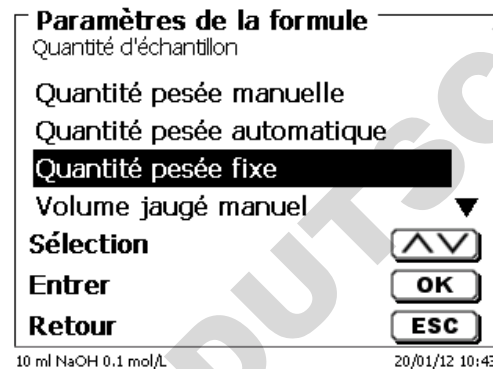 Paramètres de la formule
Quantité d'échantillon
Quantité pesée manuelle
Quantité pesée automatique
Quantité pesée fixe
Volume jaugé manuel
Sélection
Entrer OK
Retour ESC
10 ml NaOH 0.1 mol/L 20/01/12 10:43